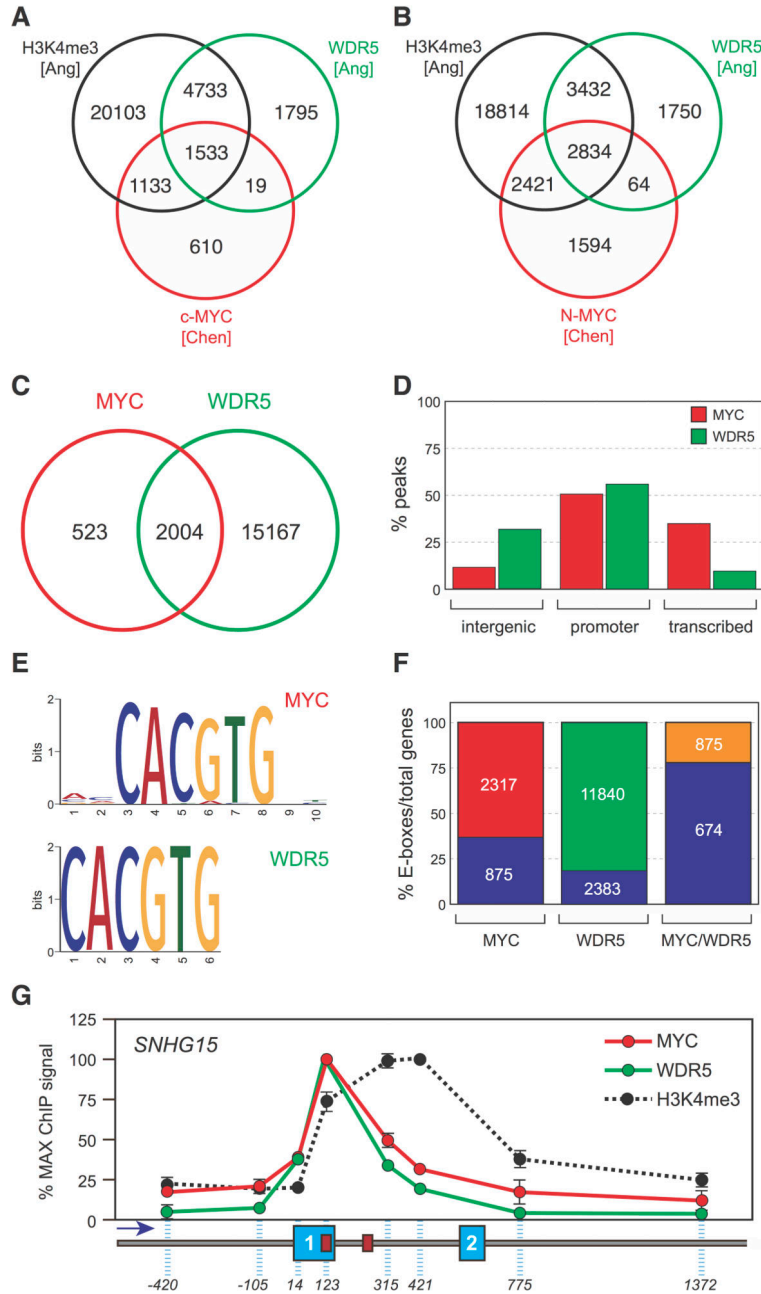 A
H3K4me3
[Ang]
WDR5
[Ang]
4733
20103
1795
1533
1133
19
610
c-MYC
[Chen]
B
H3K4me3
[Ang]
WDR5
[Ang]
3432
18814
1750
2834
2421
64
1594
N-MYC
[Chen]
C
MYC
WDR5
523
2004
15167
D
100
75
50
25
0
% peaks
MYC
WDR5
intergenic
promoter
transcribed
E
2
1
0
bits
CACGTG
MYC
1 2 3 4 5 6 7 8 9 10
2
1
0
bits
CACGTG
WDR5
1 2 3 4 5 6
F
100
75
50
25
0
% E-boxes/total genes
2317
875
11840
2383
875
674
MYC
WDR5
MYC/WDR5
G
125
100
75
50
25
0
% MAX ChIP signal
SNHG15
MYC
WDR5
H3K4me3
1
2
-420
-105
14
123
315
421
775
1372